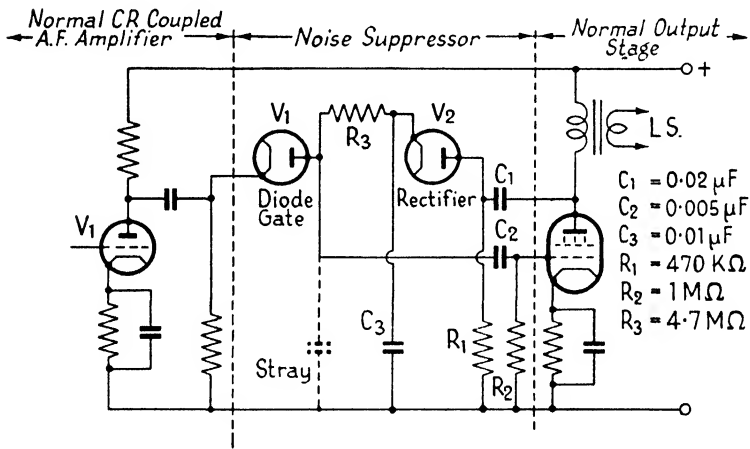 Normal CR Coupled
A.F. Amplifier
Noise Suppressor
Normal Output
Stage
+
V1
R3
V2
L.S.
Diode
Gate
Rectifier
C1
C2
V1
C3
Stray
R1
R2
C1 = 0·02 µF
C2 = 0·005 µF
C3 = 0·01 µF
R1 = 470 KΩ
R2 = 1 MΩ
R3 = 4·7 MΩ